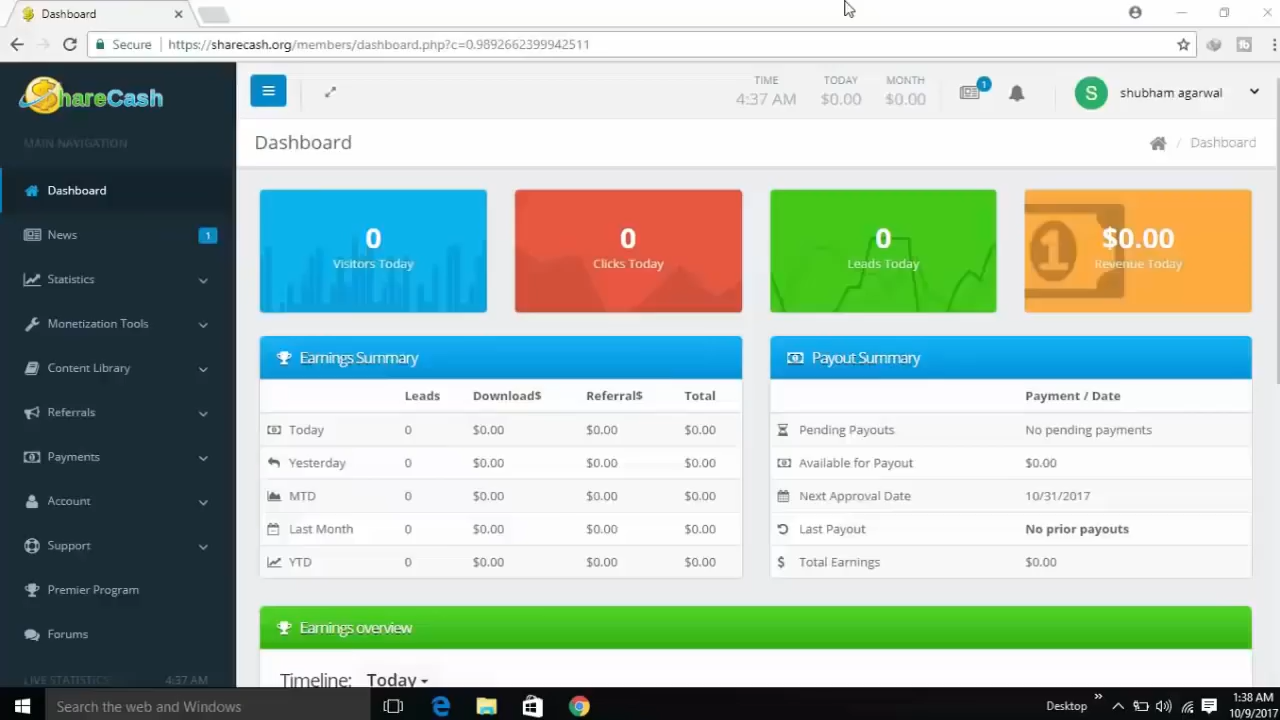 Dashboard
Secure https://sharecash.org/members/dashboard.php?c=0.9892662399942511
ShareCash
TIME TODAY MONTH
4:37 AM $0.00 $0.00
1
S shubham agarwal
MAIN NAVIGATION
Dashboard
News 1
Statistics
Monetization Tools
Content Library
Referrals
Payments
Account
Support
Premier Program
Forums
LIVE STATISTICS 4:37 AM
Dashboard
/ Dashboard
0
Visitors Today
0
Clicks Today
0
Leads Today
1
$0.00
Revenue Today
Earnings Summary
Leads Download$ Referral$ Total
Today 0 $0.00 $0.00 $0.00
Yesterday 0 $0.00 $0.00 $0.00
MTD 0 $0.00 $0.00 $0.00
Last Month 0 $0.00 $0.00 $0.00
YTD 0 $0.00 $0.00 $0.00
Payout Summary
Payment / Date
Pending Payouts No pending payments
Available for Payout $0.00
Next Approval Date 10/31/2017
Last Payout No prior payouts
$ Total Earnings $0.00
Earnings overview
Timeline: Today
Search the web and Windows
Desktop
1:38 AM
10/9/2017